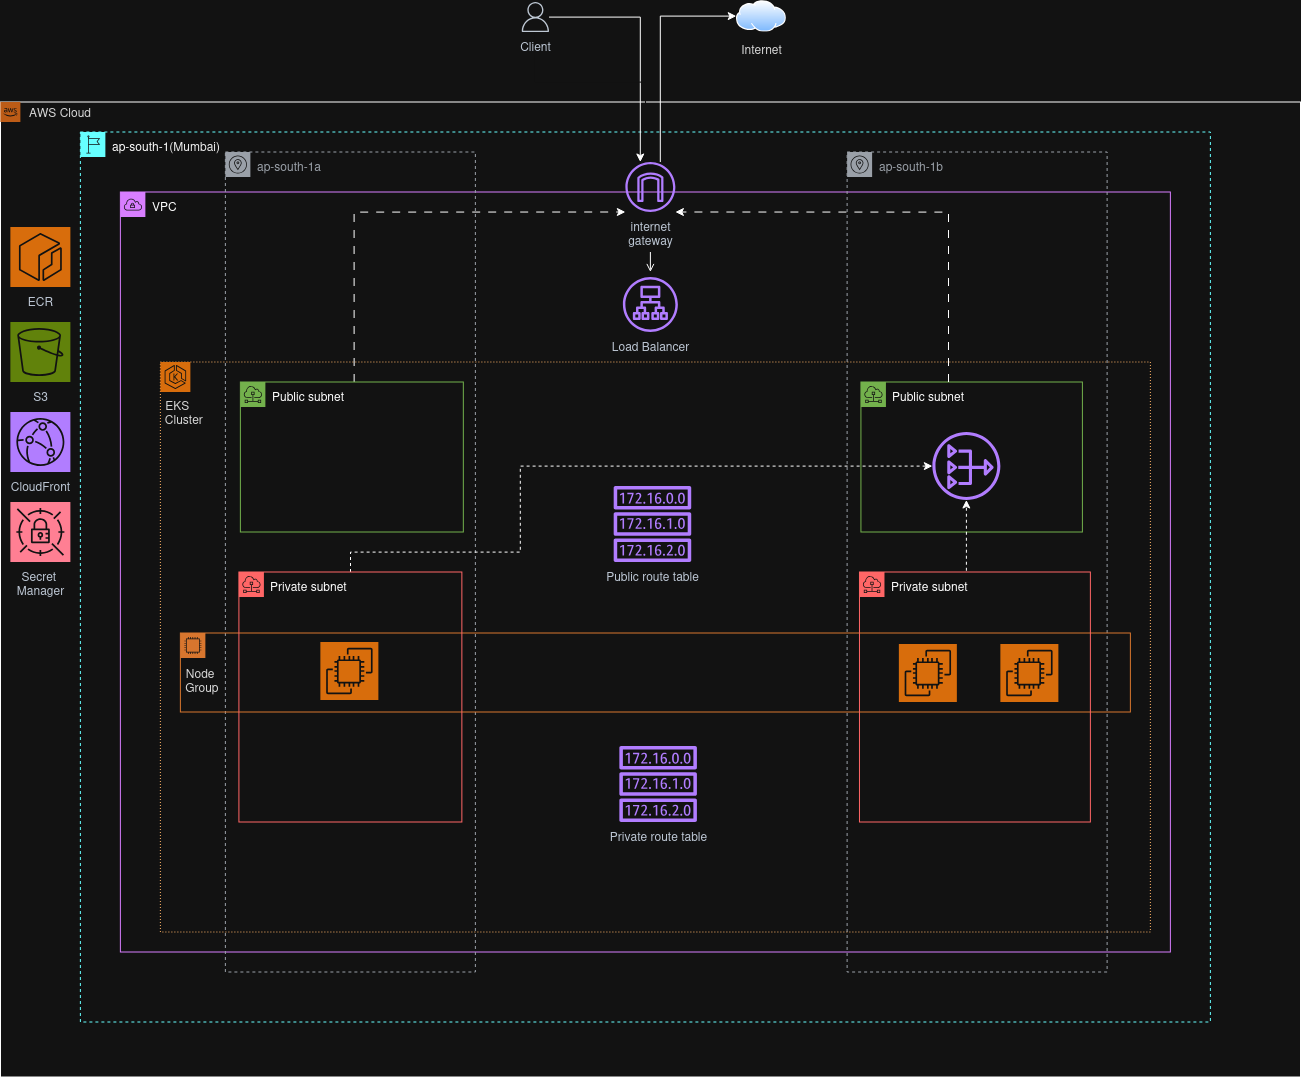 Client
Internet
aws
AWS Cloud
ap-south-1(Mumbai)
ap-south-1a
ap-south-1b
VPC
internet
gateway
ECR
Load Balancer
S3
EKS
Cluster
Public subnet
Public subnet
CloudFront
172.16.0.0
172.16.1.0
172.16.2.0
Public route table
Secret
Manager
Private subnet
Private subnet
Node
Group
172.16.0.0
172.16.1.0
172.16.2.0
Private route table